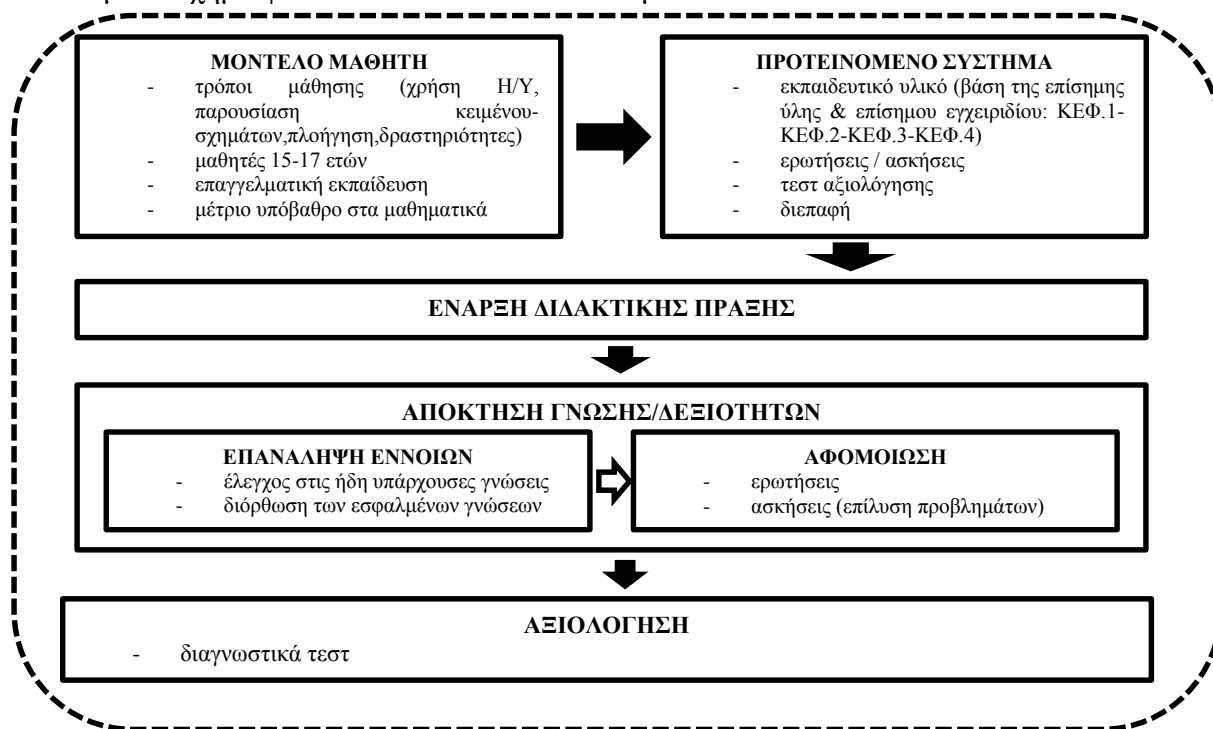 ΜΟΝΤΕΛΟ ΜΑΘΗΤΗ
- τρόποι μάθησης (χρήση Η/Υ,
παρουσίαση κειμένου-
σχημάτων,πλοήγηση,δραστηριότητες)
- μαθητές 15-17 ετών
- επαγγελματική εκπαίδευση
- μέτριο υπόβαθρο στα μαθηματικά
ΠΡΟΤΕΙΝΟΜΕΝΟ ΣΥΣΤΗΜΑ
- εκπαιδευτικό υλικό (βάση της επίσημης
ύλης & επίσημου εγχειριδίου: ΚΕΦ.1-
ΚΕΦ.2-ΚΕΦ.3-ΚΕΦ.4)
- ερωτήσεις / ασκήσεις
- τεστ αξιολόγησης
- διεπαφή
ΕΝΑΡΞΗ ΔΙΔΑΚΤΙΚΗΣ ΠΡΑΞΗΣ
ΑΠΟΚΤΗΣΗ ΓΝΩΣΗΣ/ΔΕΞΙΟΤΗΤΩΝ
ΕΠΑΝΑΛΗΨΗ ΕΝΝΟΙΩΝ
- έλεγχος στις ήδη υπάρχουσες γνώσεις
- διόρθωση των εσφαλμένων γνώσεων
ΑΦΟΜΟΙΩΣΗ
- ερωτήσεις
- ασκήσεις (επίλυση προβλημάτων)
ΑΞΙΟΛΟΓΗΣΗ
- διαγνωστικά τεστ